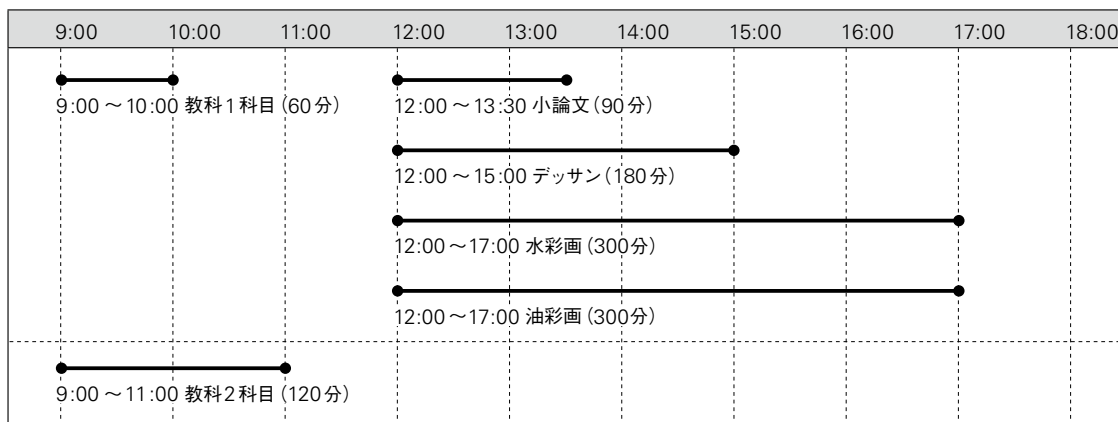 9:00 10:00 11:00 12:00 13:00 14:00 15:00 16:00 17:00 18:00
9:00～10:00 教科1科目(60分)
12:00～13:30 小論文(90分)
12:00～15:00 デッサン(180分)
12:00～17:00 水彩画(300分)
12:00～17:00 油彩画(300分)
9:00～11:00 教科2科目(120分)